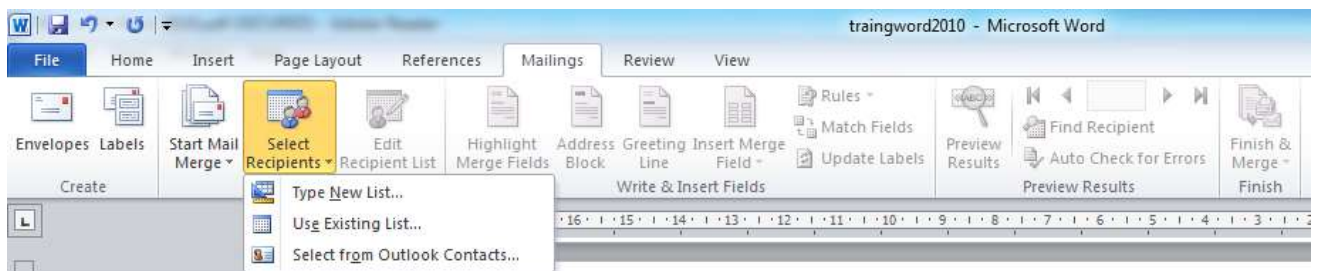 traingword2010 - Microsoft Word
File Home Insert Page Layout References Mailings Review View
Envelopes Labels
Create
Start Mail Merge
Select Recipients
Edit Recipient List
Highlight Merge Fields
Address Block
Greeting Line
Insert Merge Field
Rules
Match Fields
Update Labels
Write & Insert Fields
ABC
Preview Results
Find Recipient
Auto Check for Errors
Preview Results
Finish & Merge
Finish
Type New List...
Use Existing List...
Select from Outlook Contacts...
L
16 15 14 13 12 11 10 9 8 7 6 5 4 3 2